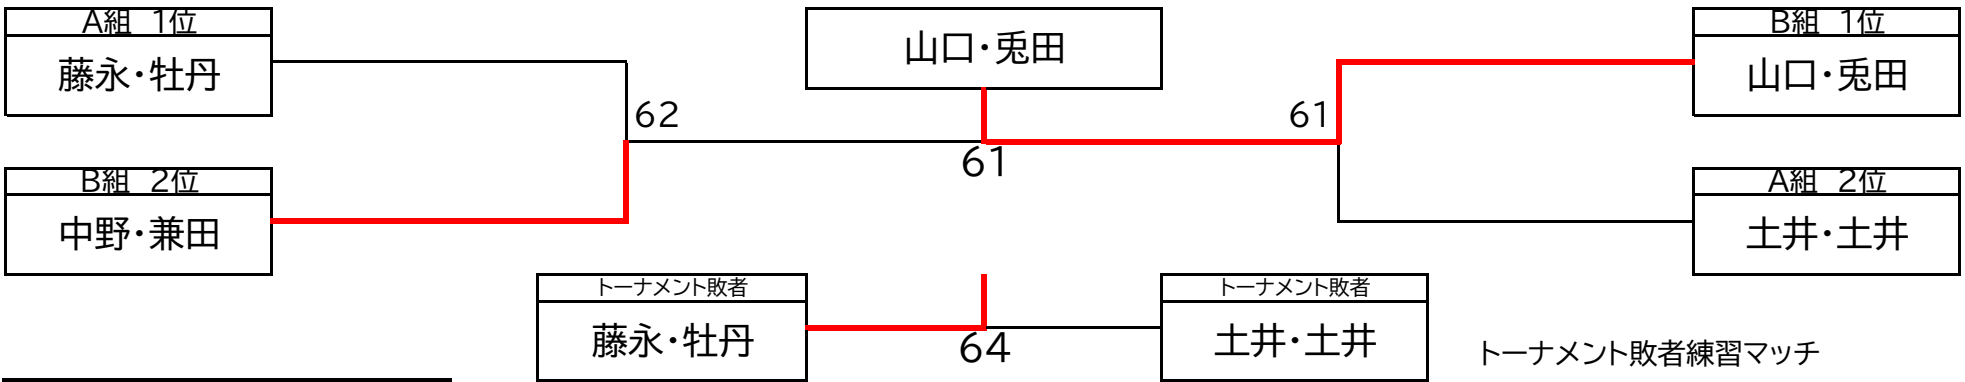 A組 1位
藤永・牡丹
山口・兎田
B組 1位
山口・兎田
62
61
61
B組 2位
中野・兼田
A組 2位
土井・土井
トーナメント敗者
藤永・牡丹
64
トーナメント敗者
土井・土井
トーナメント敗者練習マッチ